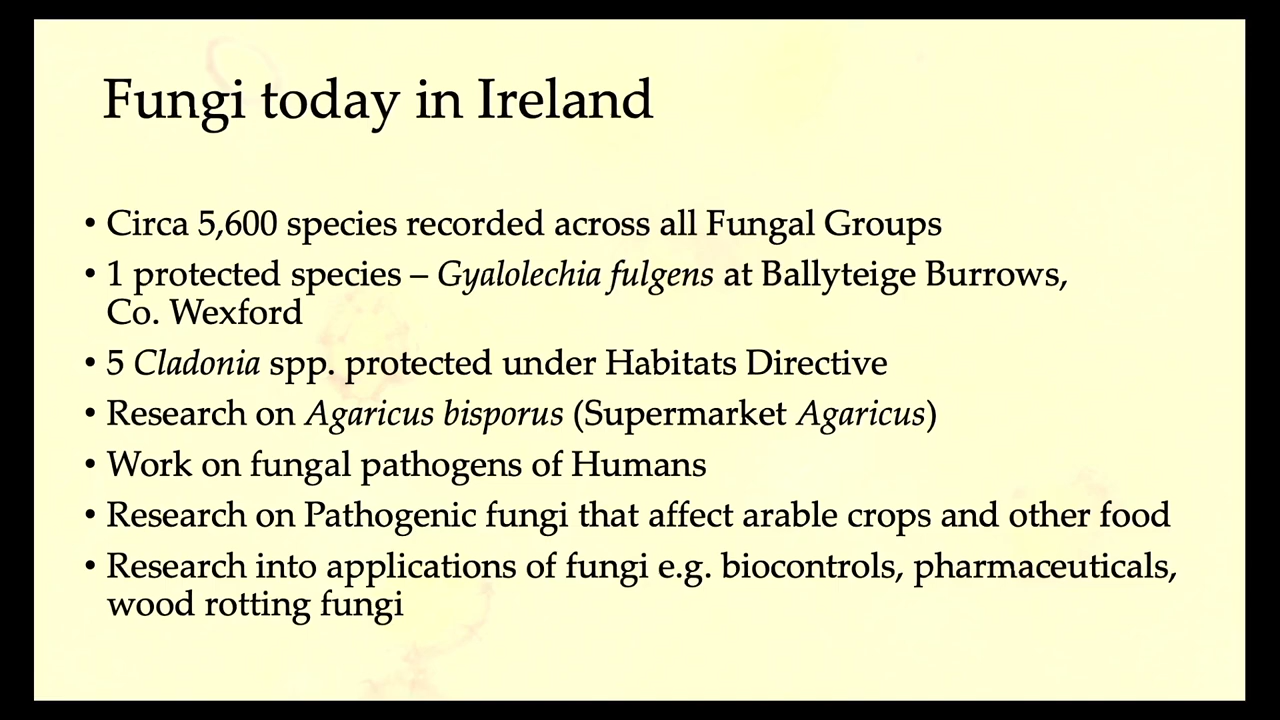 Fungi today in Ireland
• Circa 5,600 species recorded across all Fungal Groups
• 1 protected species – Gyalolechia fulgens at Ballyteige Burrows,
Co. Wexford
• 5 Cladonia spp. protected under Habitats Directive
• Research on Agaricus bisporus (Supermarket Agaricus)
• Work on fungal pathogens of Humans
• Research on Pathogenic fungi that affect arable crops and other food
• Research into applications of fungi e.g. biocontrols, pharmaceuticals,
wood rotting fungi